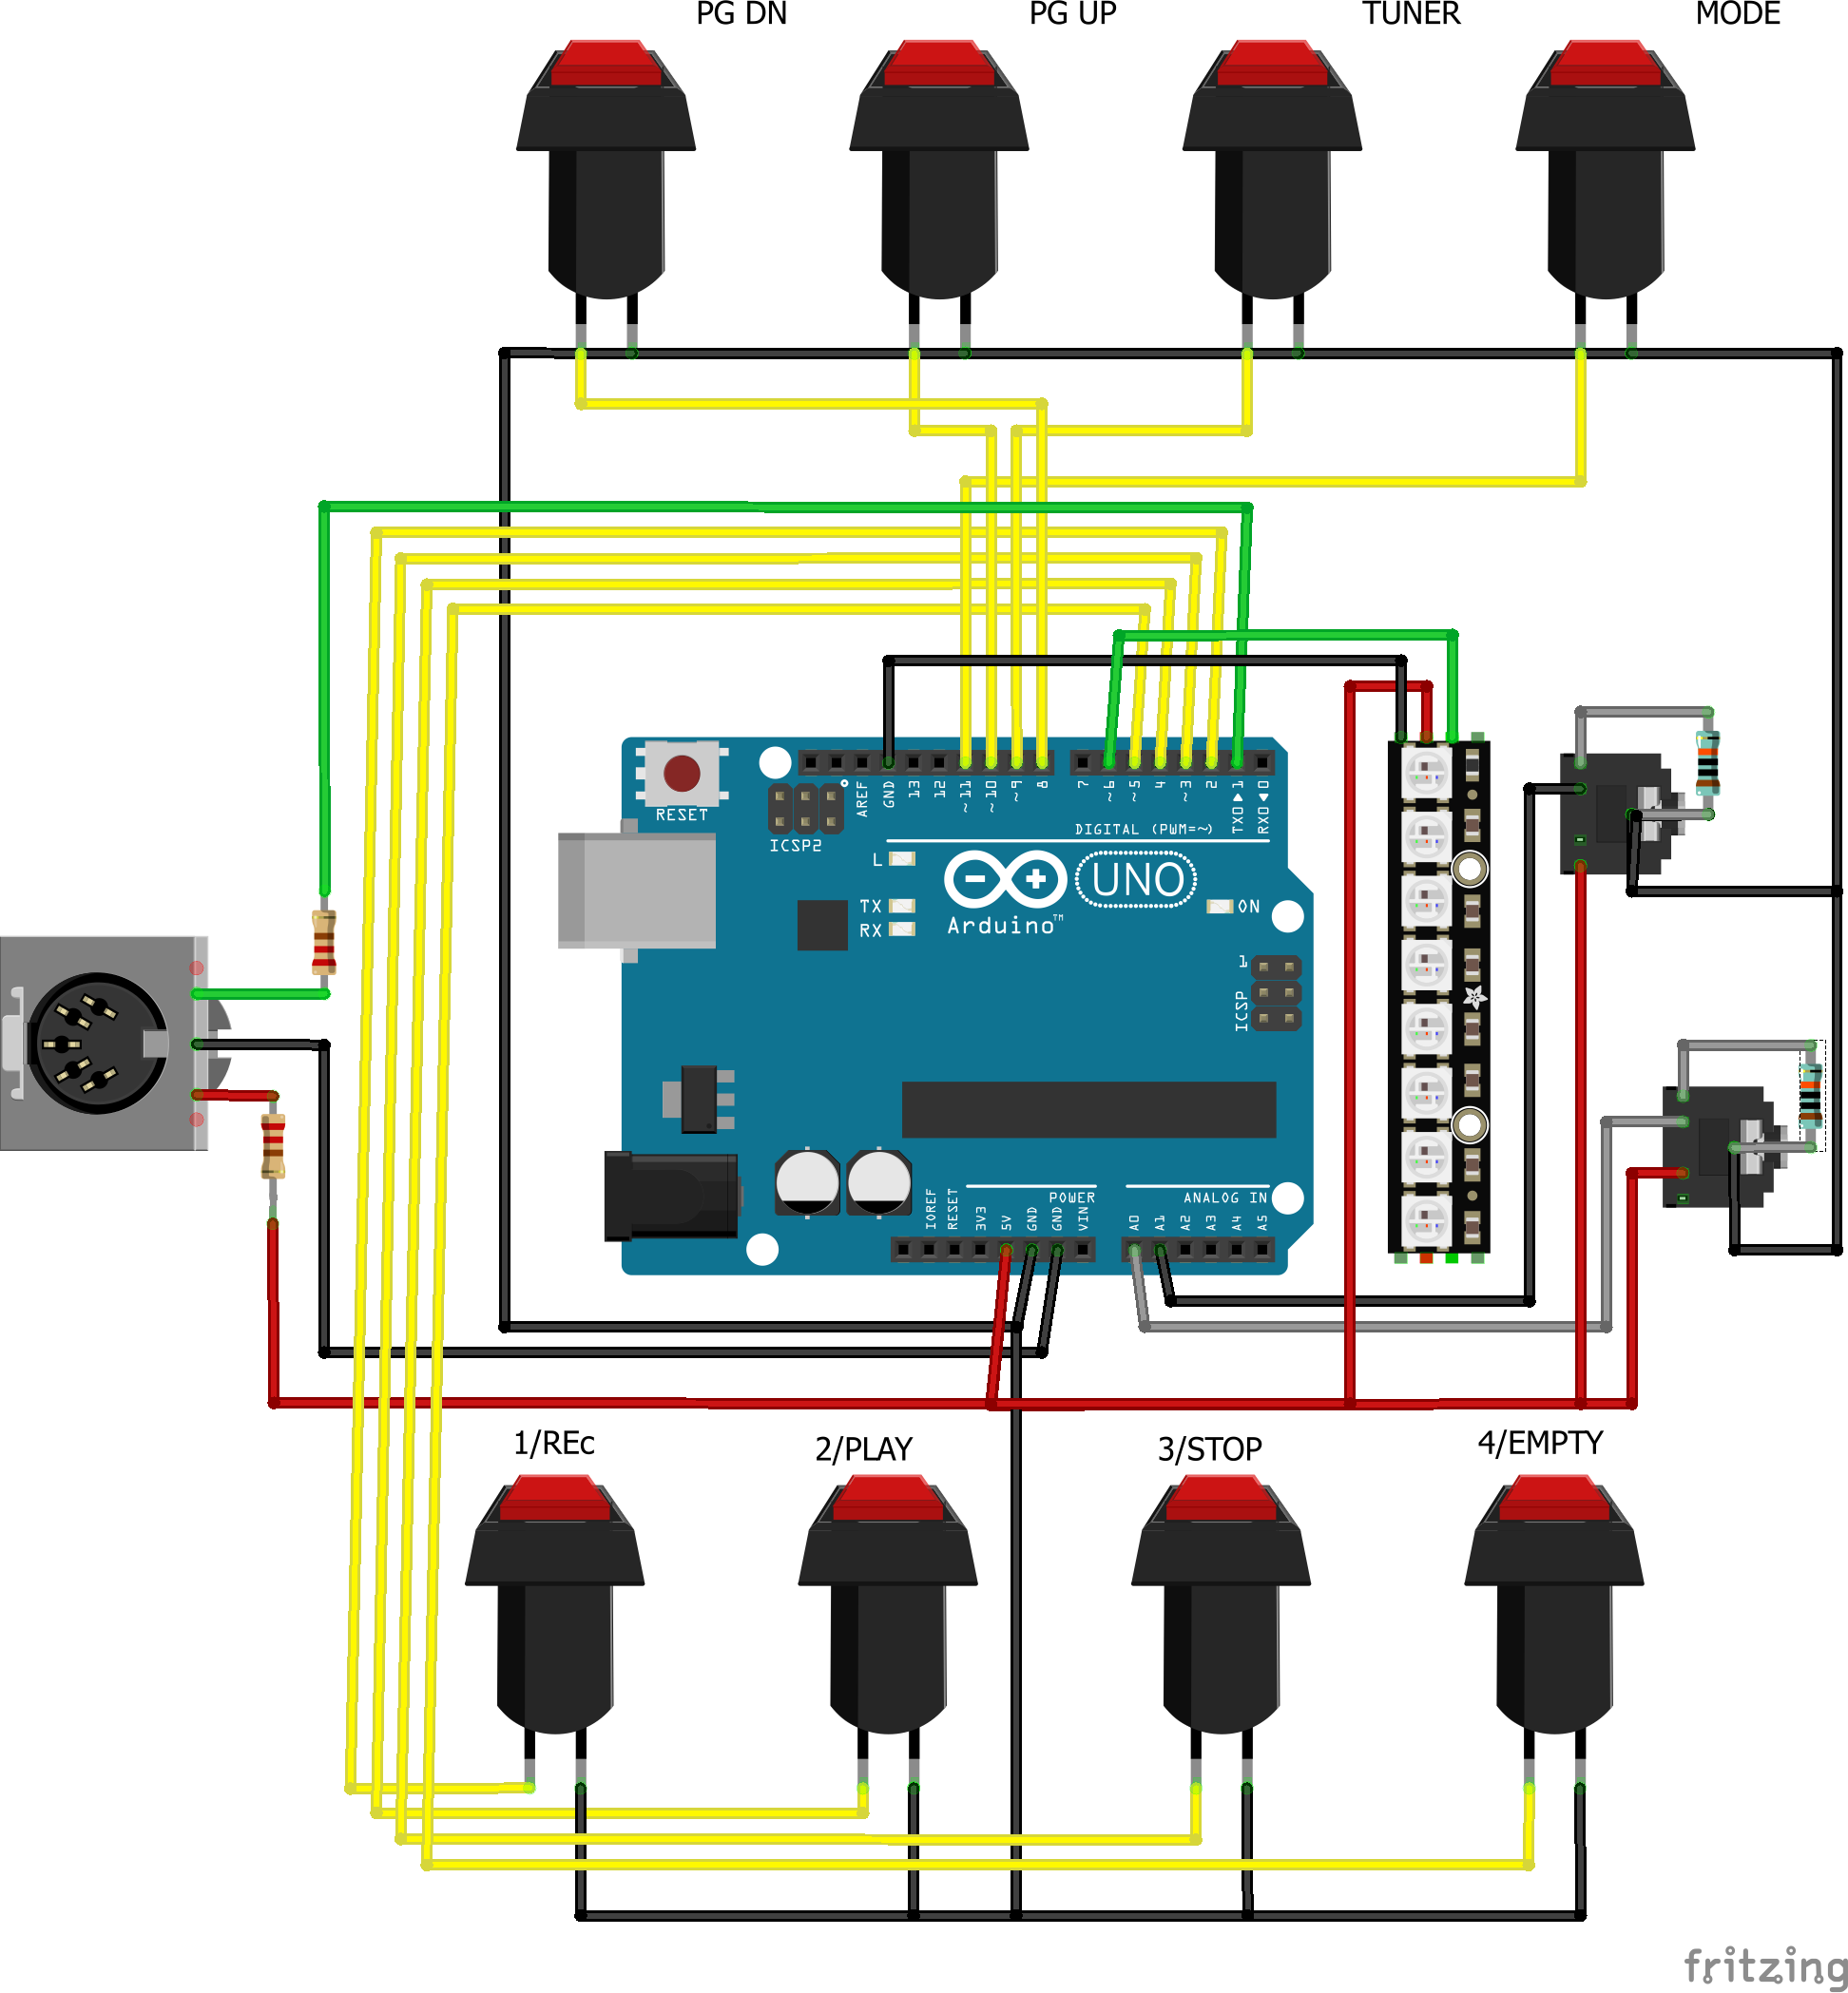 PG DN
PG UP
TUNER
MODE
RESET
ICSP2
AREF
GND
13
12
~11
~10
~9
8
7
~6
~5
4
~3
2
TX0▶1
RX0◀0
DIGITAL (PWM=~)
L
TX
RX
UNO
Arduino™
ON
1
ICSP
IOREF
RESET
3V3
5V
GND
GND
VIN
POWER
ANALOG IN
A0
A1
A2
A3
A4
A5
1/REc
2/PLAY
3/STOP
4/EMPTY
fritzing